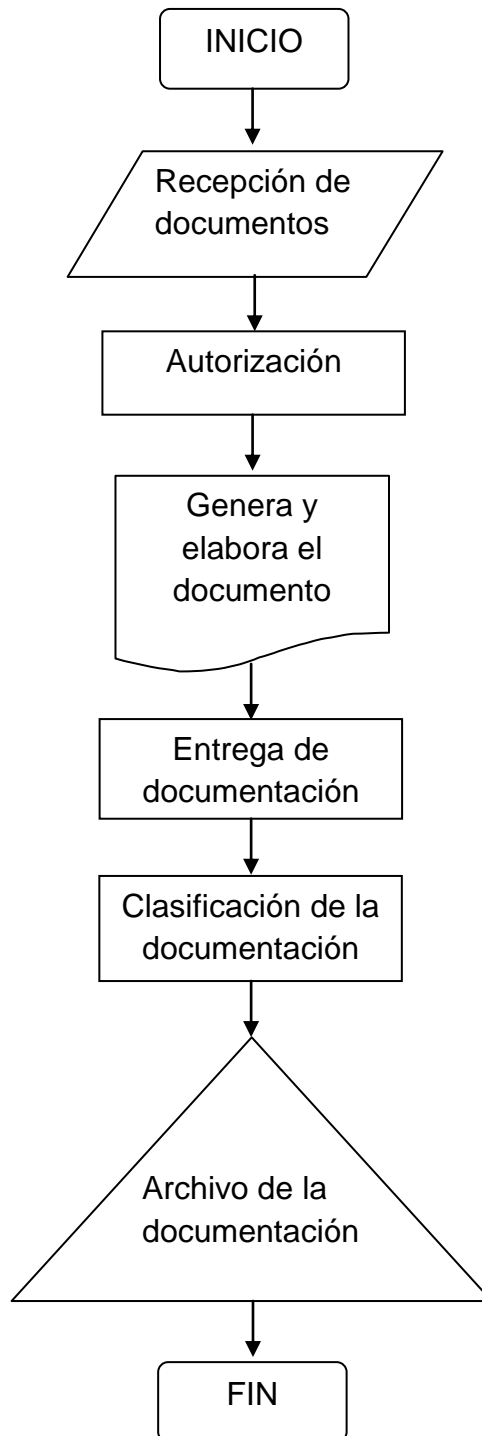 INICIO
Recepción de
documentos
Autorización
Genera y
elabora el
documento
Entrega de
documentación
Clasificación de la
documentación
Archivo de la
documentación
FIN